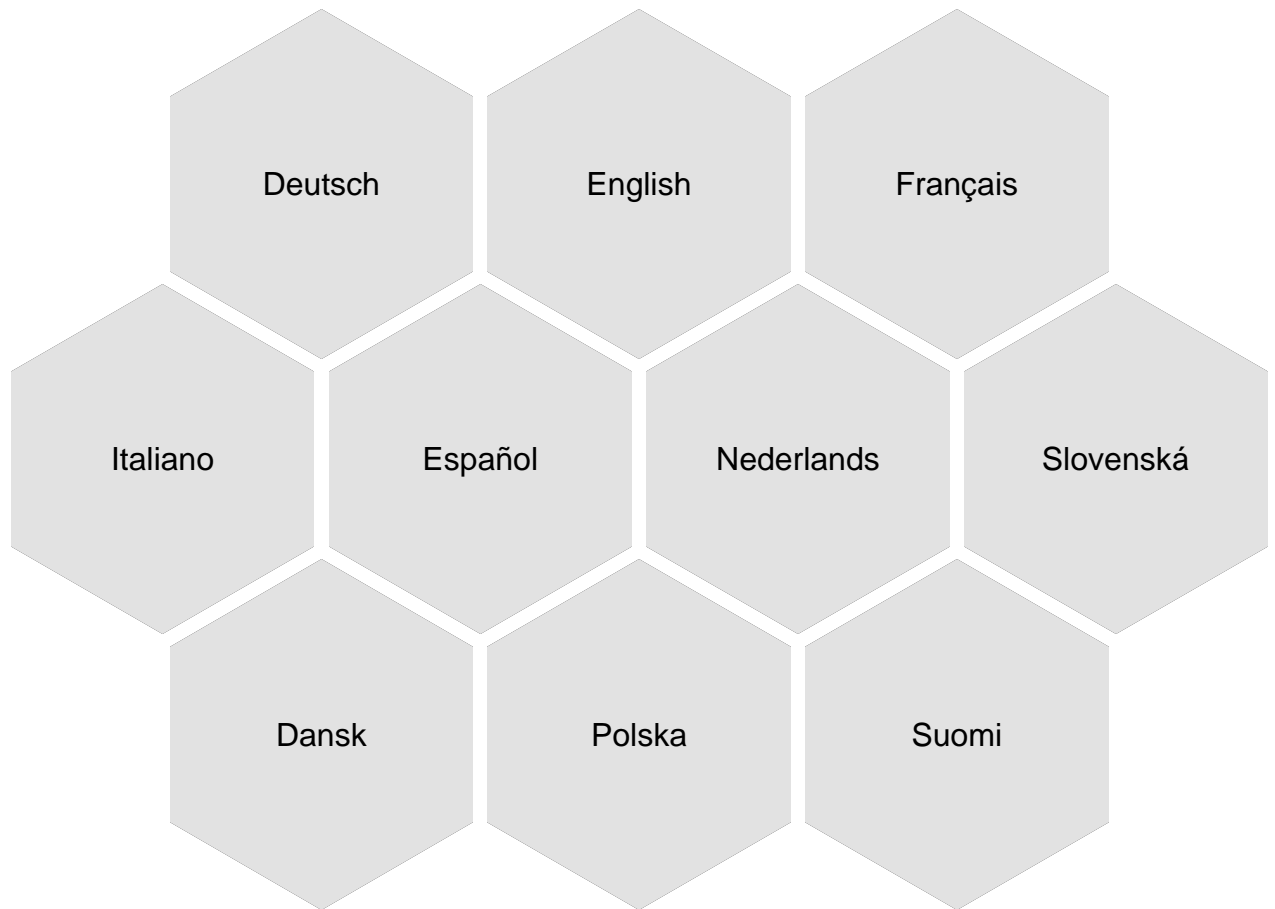 Deutsch
English
Français
Italiano
Español
Nederlands
Slovenská
Dansk
Polska
Suomi